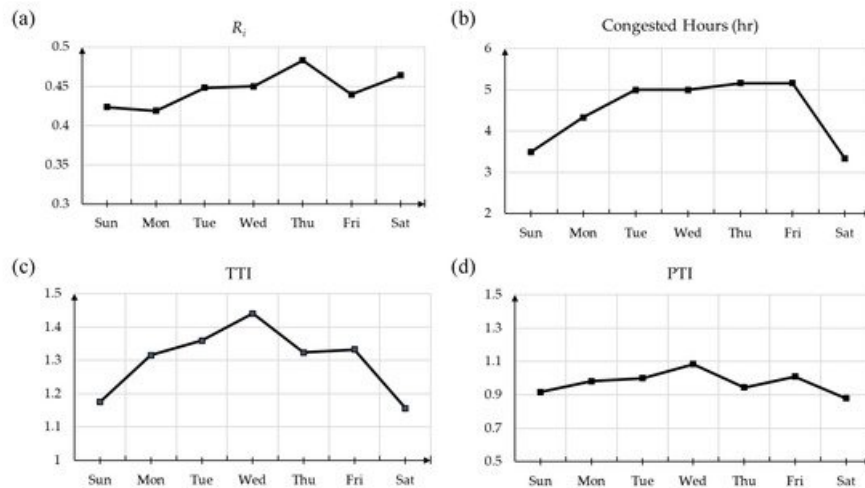 (a)
R_i
0.5
0.45
0.4
0.35
0.3
Sun Mon Tue Wed Thu Fri Sat
(b)
Congested Hours (hr)
6
5
4
3
2
Sun Mon Tue Wed Thu Fri Sat
(c)
TTI
1.5
1.4
1.3
1.2
1.1
1
Sun Mon Tue Wed Thu Fri Sat
(d)
PTI
1.5
1.3
1.1
0.9
0.7
0.5
Sun Mon Tue Wed Thu Fri Sat